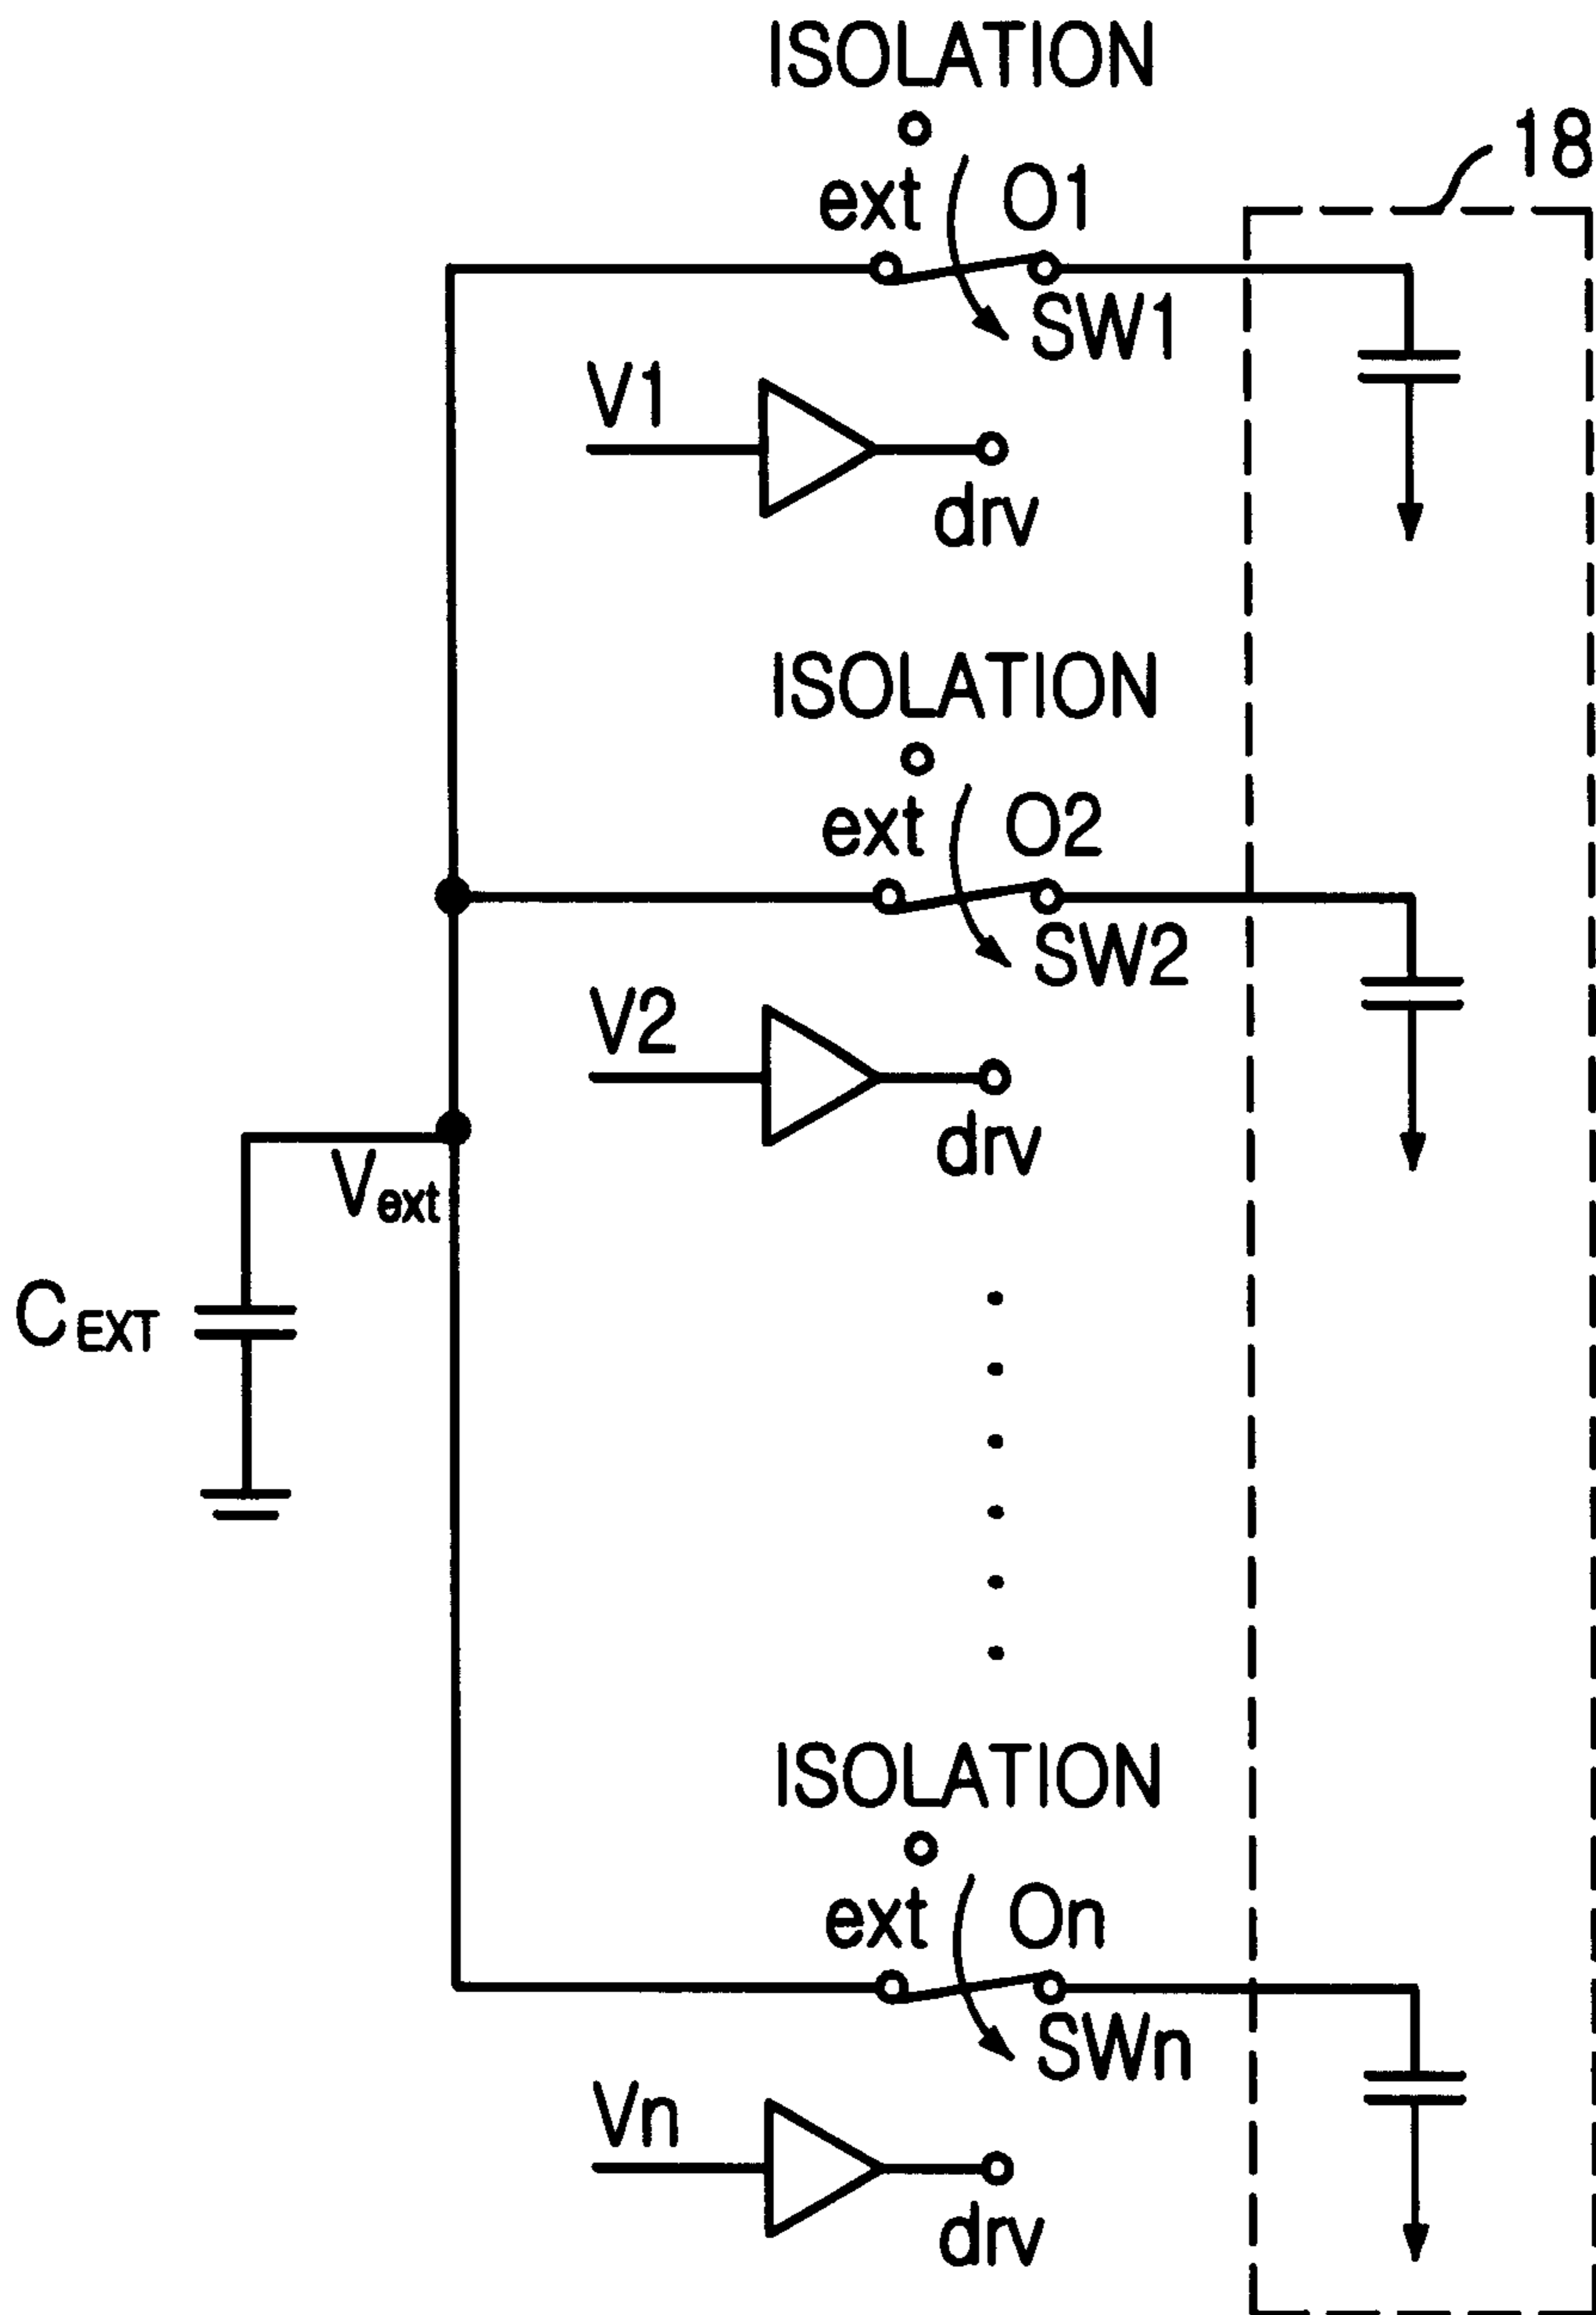 ISOLATION
18
ext O1
SW1
V1
drv
ISOLATION
ext O2
SW2
V2
drv
Vext
CEXT
ISOLATION
ext On
SWn
Vn
drv